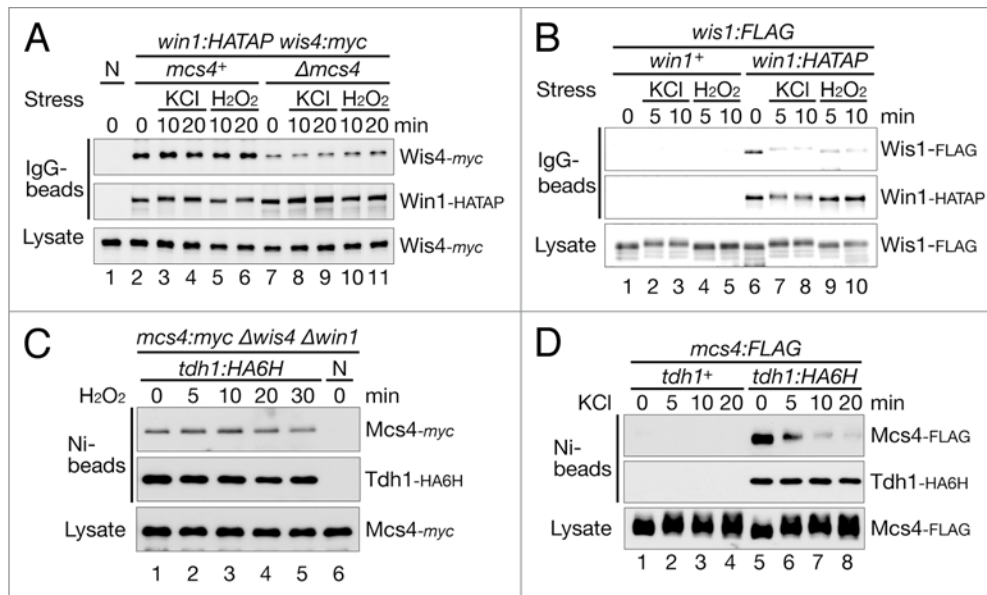 A
win1:HATAP wis4:myc
N mcs4+ Δmcs4
Stress KCl H2O2 KCl H2O2
0 0 10 20 10 20 0 10 20 10 20 min
IgG-beads
Wis4-myc
Win1-HATAP
Lysate Wis4-myc
1 2 3 4 5 6 7 8 9 10 11
B
wis1:FLAG
win1+ win1:HATAP
Stress KCl H2O2 KCl H2O2
0 5 10 5 10 0 5 10 5 10 min
IgG-beads
Wis1-FLAG
Win1-HATAP
Lysate Wis1-FLAG
1 2 3 4 5 6 7 8 9 10
C
mcs4:myc Δwis4 Δwin1
tdh1:HA6H N
H2O2 0 5 10 20 30 0 min
Ni-beads
Mcs4-myc
Tdh1-HA6H
Lysate Mcs4-myc
1 2 3 4 5 6
D
mcs4:FLAG
tdh1+ tdh1:HA6H
KCl 0 5 10 20 0 5 10 20 min
Ni-beads
Mcs4-FLAG
Tdh1-HA6H
Lysate Mcs4-FLAG
1 2 3 4 5 6 7 8